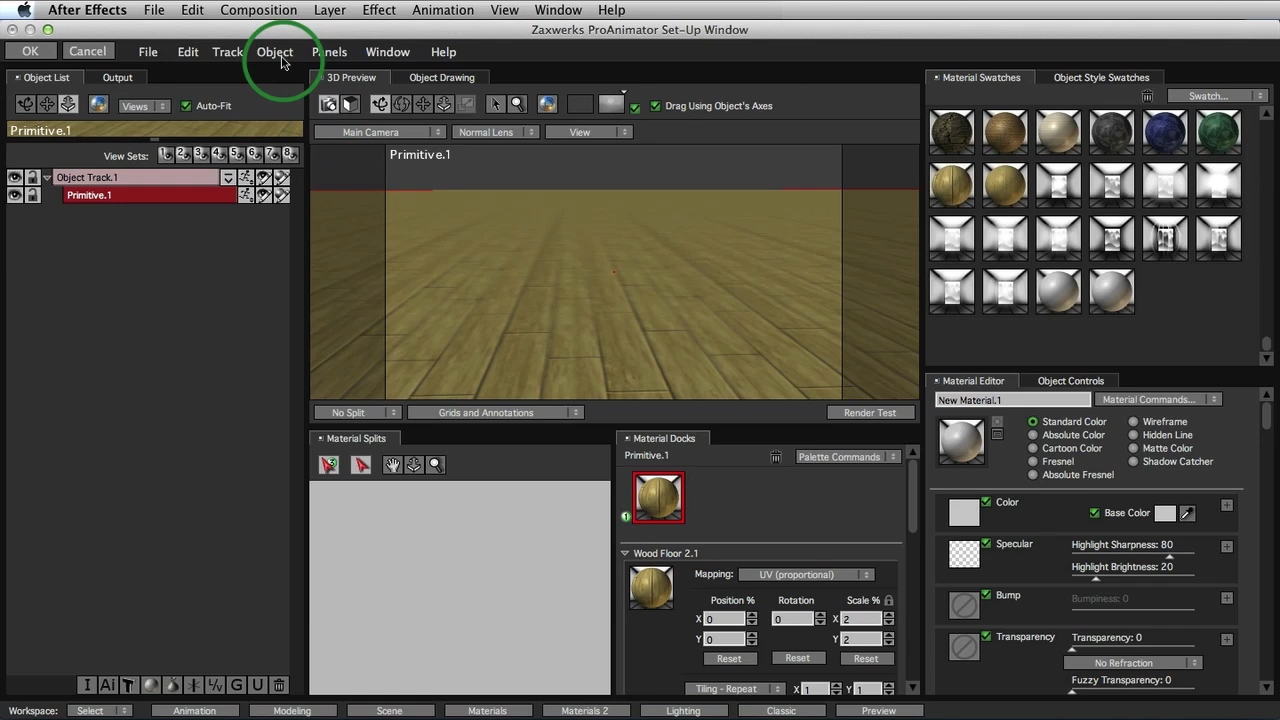 After Effects File Edit Composition Layer Effect Animation View Window Help
Zaxwerks ProAnimator Set-Up Window
OK Cancel File Edit Track Object Panels Window Help
Object List Output 3D Preview Object Drawing Material Swatches Object Style Swatches
Views Auto-Fit Drag Using Object's Axes Swatch...
Primitive.1 Main Camera Normal Lens View
View Sets: 1 2 3 4 5 6 7 8 Primitive.1
Object Track.1
Primitive.1
Material Editor Object Controls
New Material.1 Material Commands...
No Split Grids and Annotations Render Test
Standard Color Wireframe
Absolute Color Hidden Line
Cartoon Color Matte Color
Fresnel Shadow Catcher
Absolute Fresnel
Material Splits Material Docks
Primitive.1 Palette Commands
1
Color Base Color
Specular Highlight Sharpness: 80
Highlight Brightness: 20
Wood Floor 2.1
Mapping: UV (proportional)
Bump Bumpiness: 0
Position % Rotation Scale %
X 0 0 X 2
Y 0 Y 2
Reset Reset Reset
Transparency Transparency: 0
No Refraction
Fuzzy Transparency: 0
Tiling - Repeat X 1 Y 1
I Ai T L/V G U
Workspace: Select Animation Modeling Scene Materials Materials 2 Lighting Classic Preview